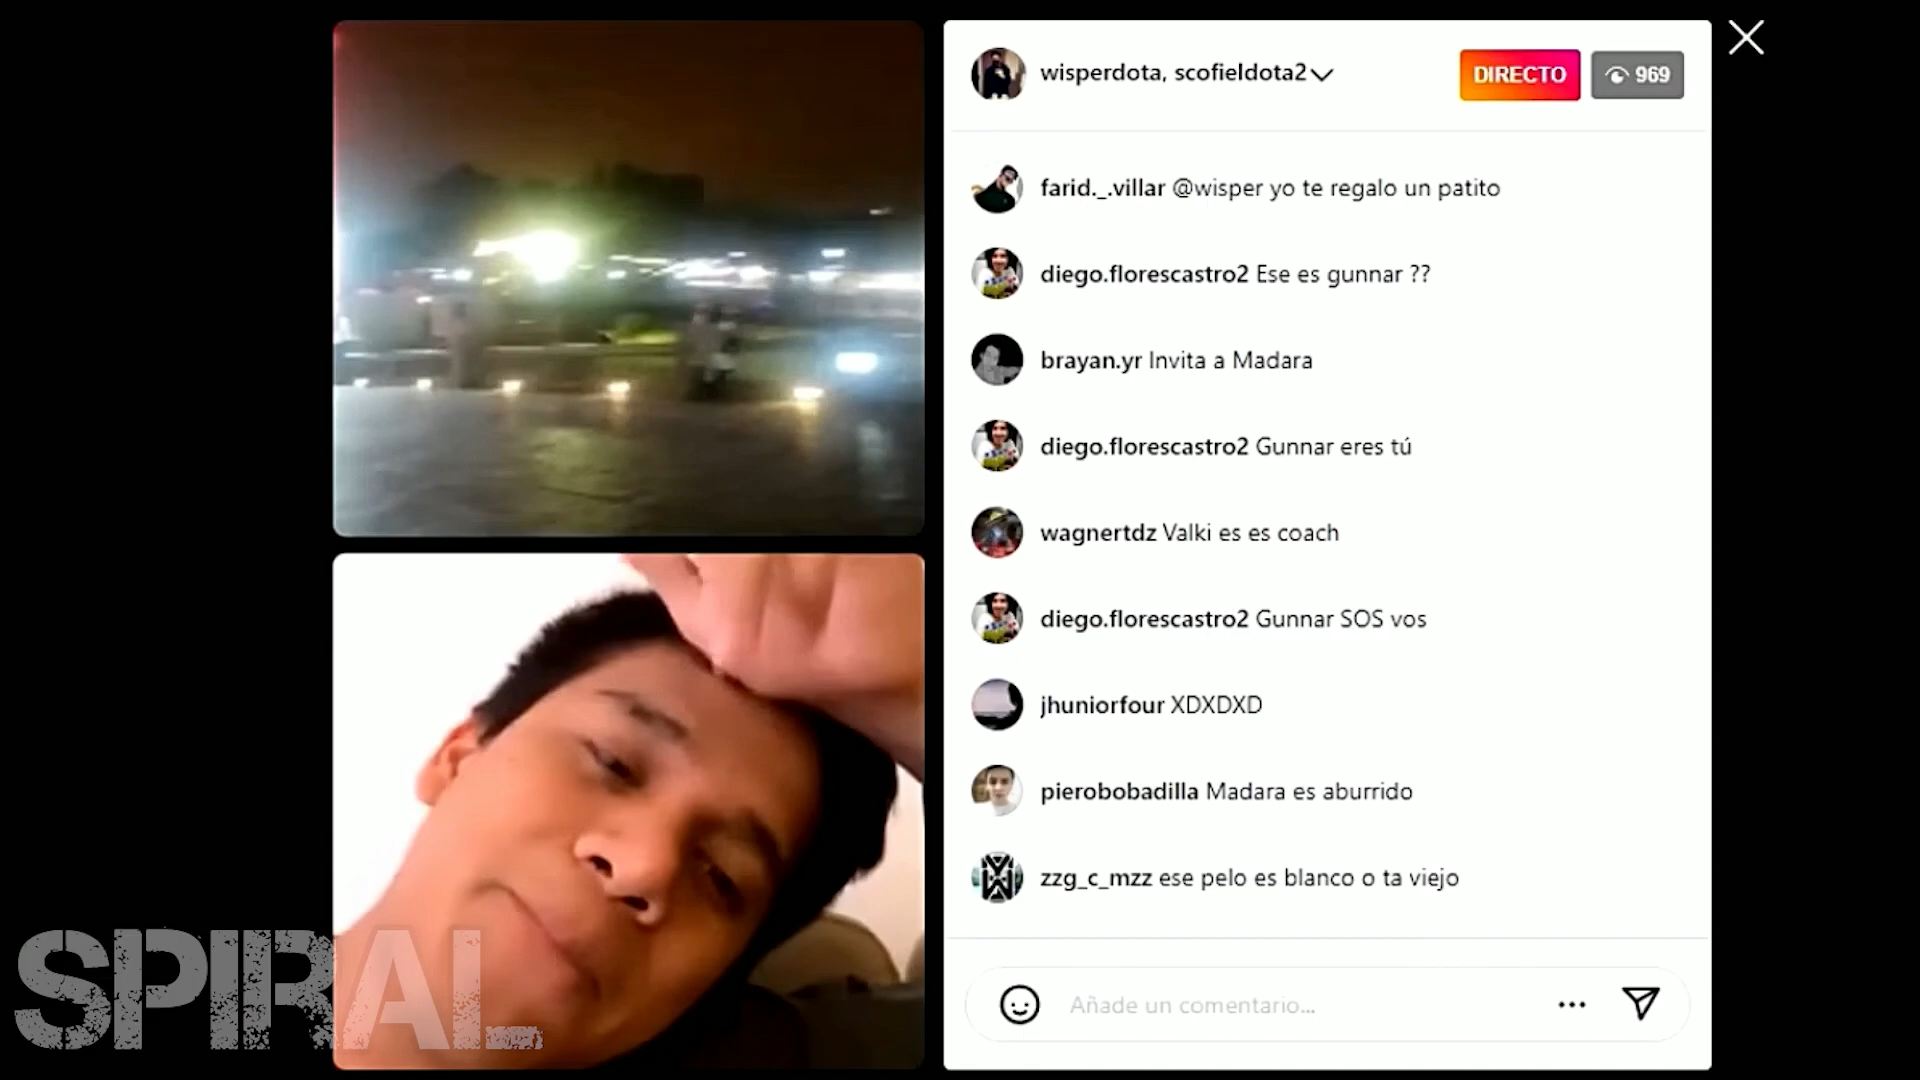 wisperdota, scofieldota2
DIRECTO
969
farid._.villar @wisper yo te regalo un patito
diego.florescastro2 Ese es gunnar ??
brayan.yr Invita a Madara
diego.florescastro2 Gunnar eres tú
wagnertdz Valki es es coach
diego.florescastro2 Gunnar SOS vos
jhuniorfour XDXDXD
pierobobadilla Madara es aburrido
zzg_c_mzz ese pelo es blanco o ta viejo
Añade un comentario...
SPIRAL